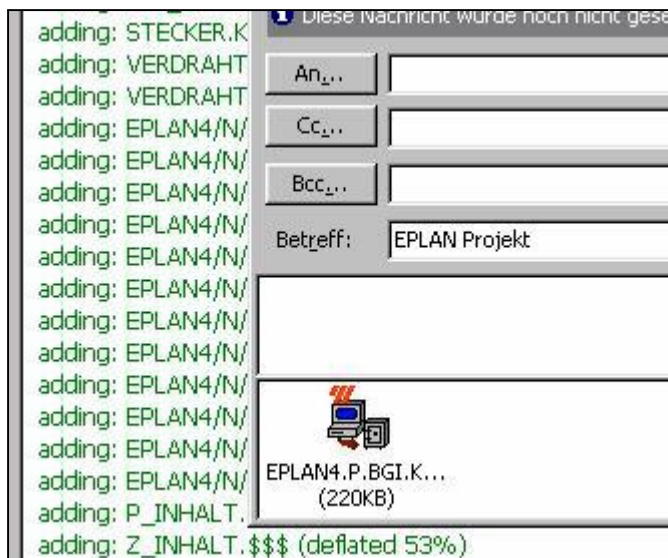 adding: STECKER.K
adding: VERDRAHT
adding: VERDRAHT
adding: EPLAN4/N/
adding: EPLAN4/N/
adding: EPLAN4/N/
adding: EPLAN4/N/
adding: EPLAN4/N/
adding: EPLAN4/N/
adding: EPLAN4/N/
adding: EPLAN4/N/
adding: EPLAN4/N/
adding: EPLAN4/N/
adding: EPLAN4/N/
adding: EPLAN4/N/
adding: P_INHALT.
adding: Z_INHALT.$$$ (deflated 53%)
Diese Nachricht wurde noch nicht gese
An...
Cc...
Bcc...
Betreff: EPLAN Projekt
EPLAN4.P.BGI.K...
(220KB)